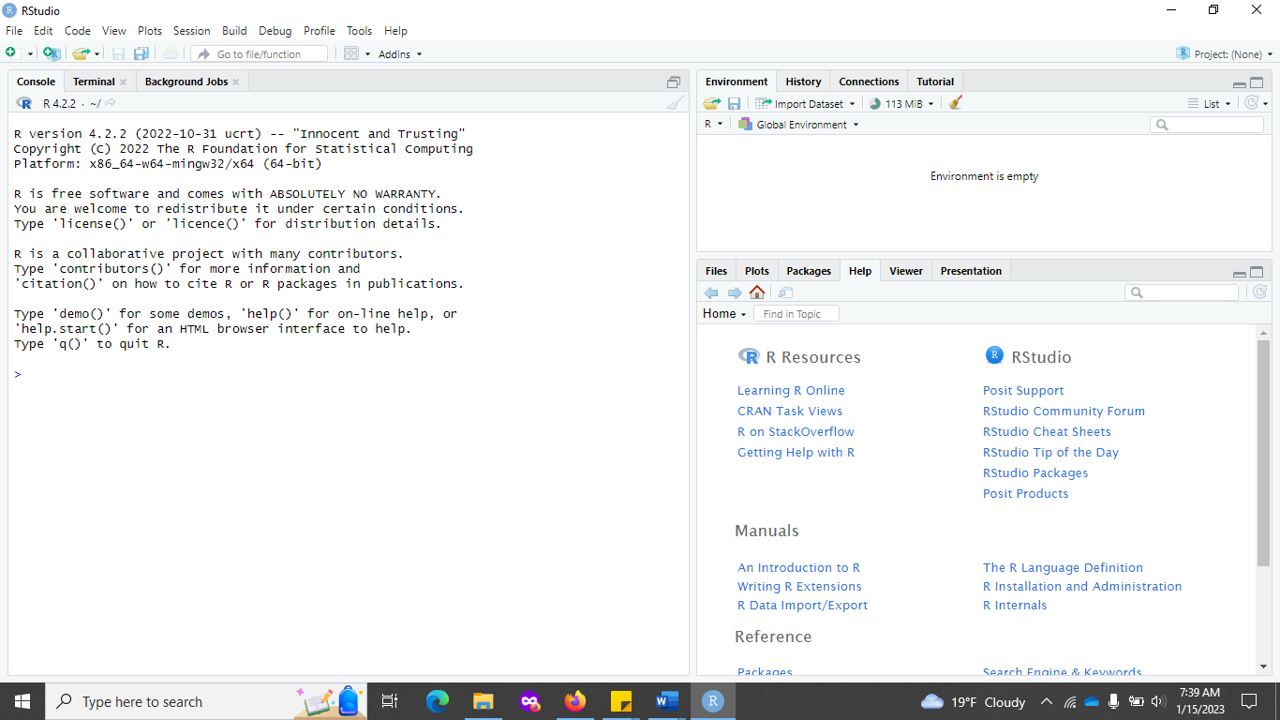 RStudio
File Edit Code View Plots Session Build Debug Profile Tools Help
Go to file/function Addins Project: (None)
Console Terminal Background Jobs
R 4.2.2 · ~/
R version 4.2.2 (2022-10-31 ucrt) -- "Innocent and Trusting"
Copyright (C) 2022 The R Foundation for Statistical Computing
Platform: x86_64-w64-mingw32/x64 (64-bit)
R is free software and comes with ABSOLUTELY NO WARRANTY.
You are welcome to redistribute it under certain conditions.
Type 'license()' or 'licence()' for distribution details.
R is a collaborative project with many contributors.
Type 'contributors()' for more information and
'citation()' on how to cite R or R packages in publications.
Type 'demo()' for some demos, 'help()' for on-line help, or
'help.start()' for an HTML browser interface to help.
Type 'q()' to quit R.
>
Environment History Connections Tutorial
Import Dataset 113 MiB List
R Global Environment
Environment is empty
Files Plots Packages Help Viewer Presentation
Home Find in Topic
R Resources
Learning R Online
CRAN Task Views
R on StackOverflow
Getting Help with R
RStudio
Posit Support
RStudio Community Forum
RStudio Cheat Sheets
RStudio Tip of the Day
RStudio Packages
Posit Products
Manuals
An Introduction to R
Writing R Extensions
R Data Import/Export
The R Language Definition
R Installation and Administration
R Internals
Reference
Packages
Search Engine & Keywords
Type here to search
19°F Cloudy
7:39 AM
1/15/2023